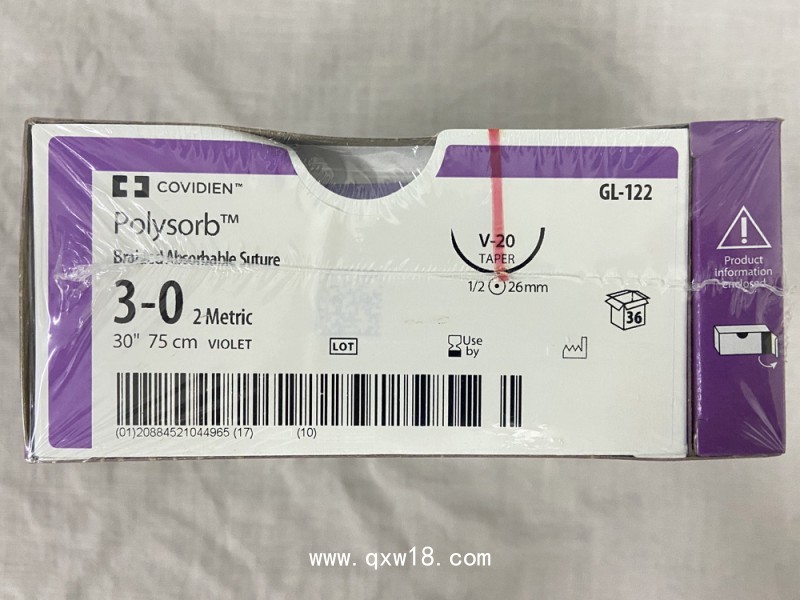 COVIDIEN™
GL-122
Polysorb™
Braided Absorbable Suture
V-20
TAPER
1/2 26mm
3-0 2 Metric
30" 75 cm VIOLET
LOT
Use
by
36
(01)20884521044965 (17) (10)
Product
information
enclosed
www.qxw18.com